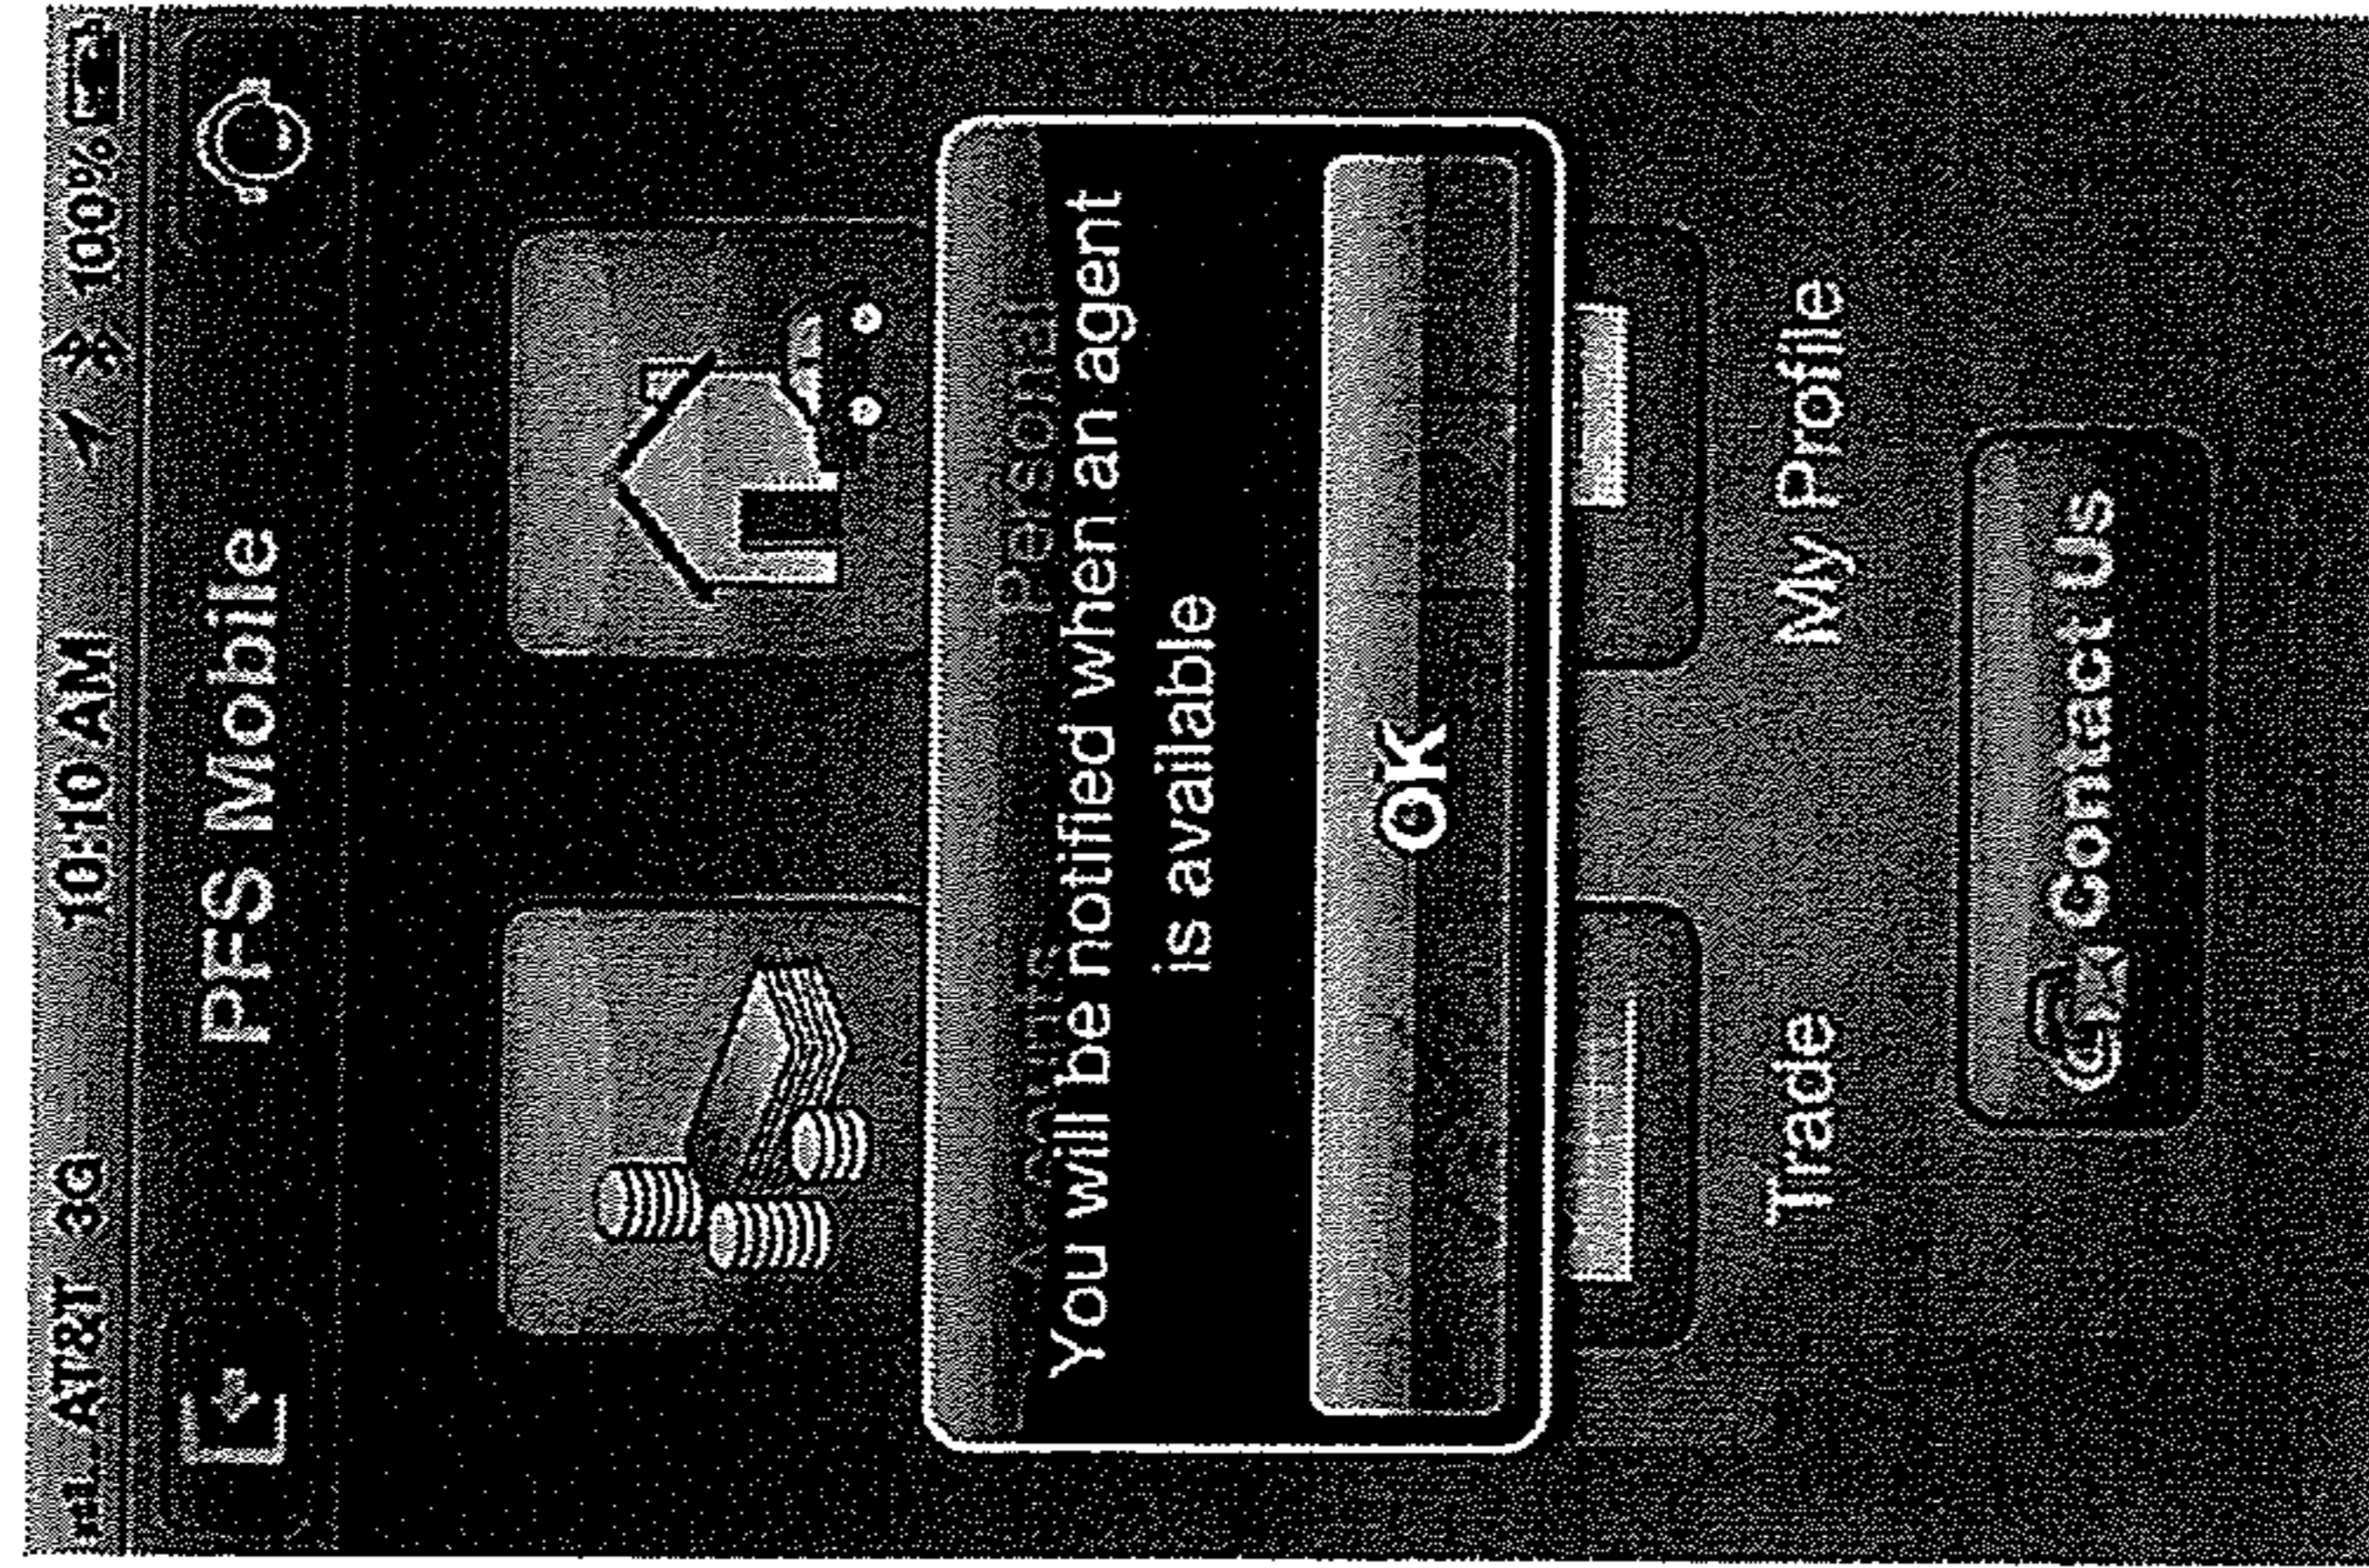 AT&T 3G 10:10 AM 100%
PFS Mobile
Personal
You will be notified when an agent
is available
OK
Trade My Profile
Contact Us